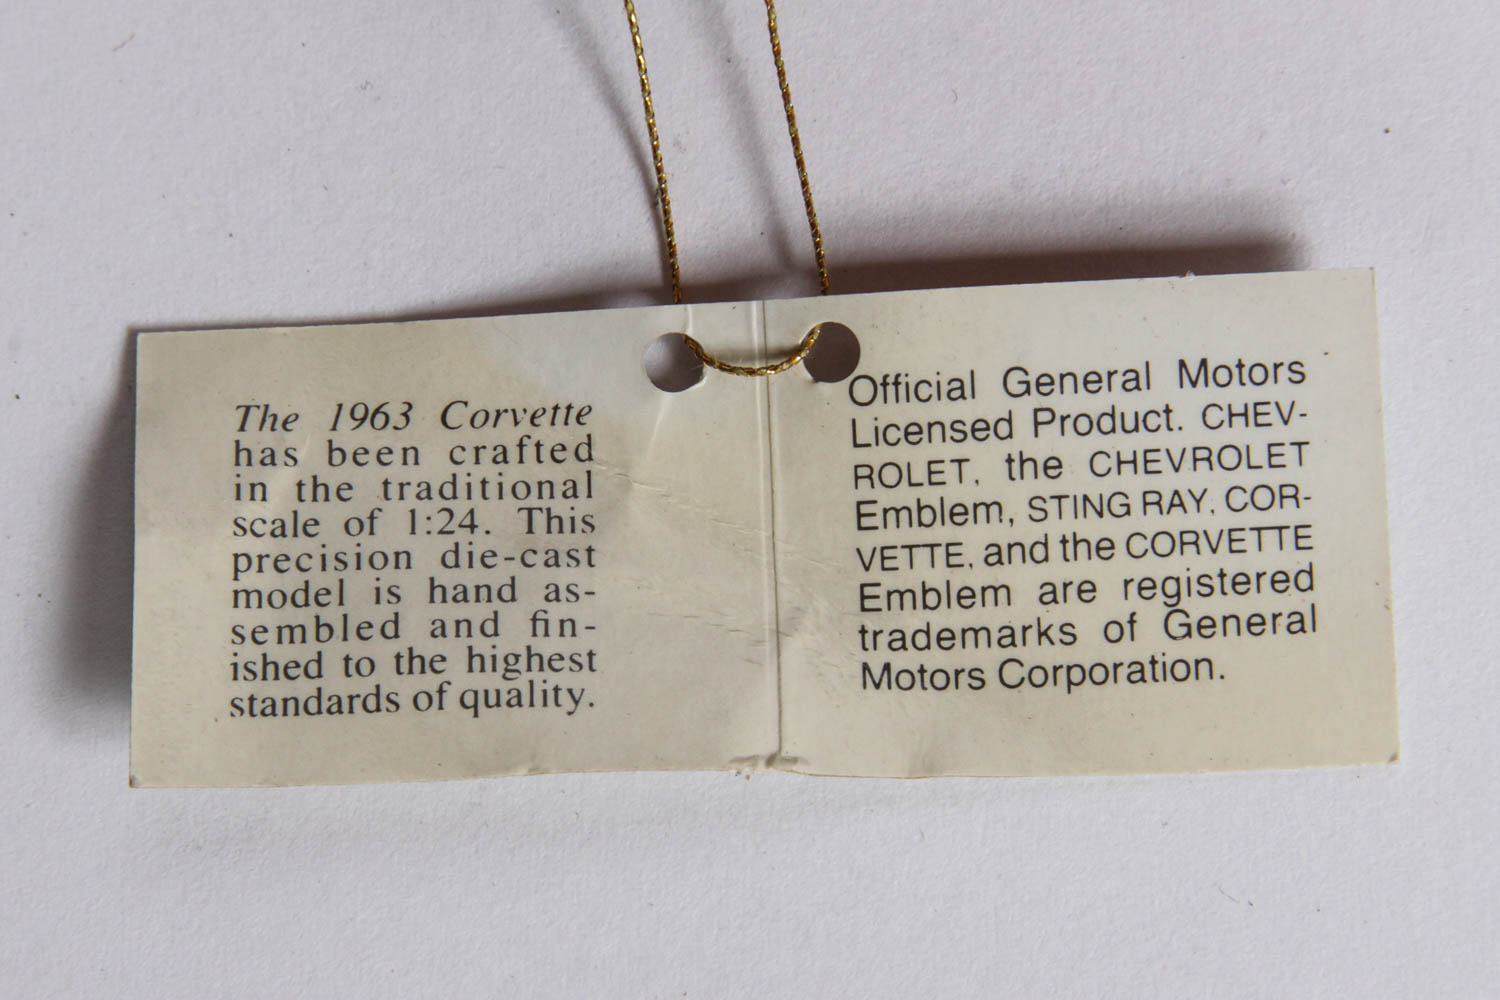 The 1963 Corvette
has been crafted
in the traditional
scale of 1:24. This
precision die-cast
model is hand as-
sembled and fin-
ished to the highest
standards of quality.
Official General Motors
Licensed Product. CHEV-
ROLET, the CHEVROLET
Emblem, STING RAY, COR-
VETTE, and the CORVETTE
Emblem are registered
trademarks of General
Motors Corporation.